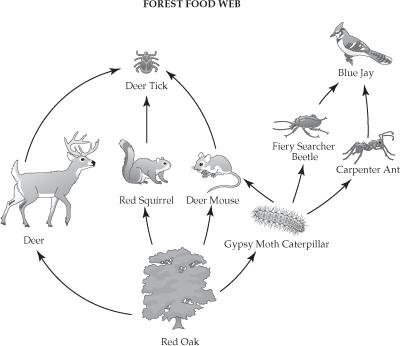 FOREST FOOD WEB
Blue Jay
Deer Tick
Fiery Searcher
Beetle
Carpenter Ant
Red Squirrel
Deer Mouse
Deer
Gypsy Moth Caterpillar
Red Oak